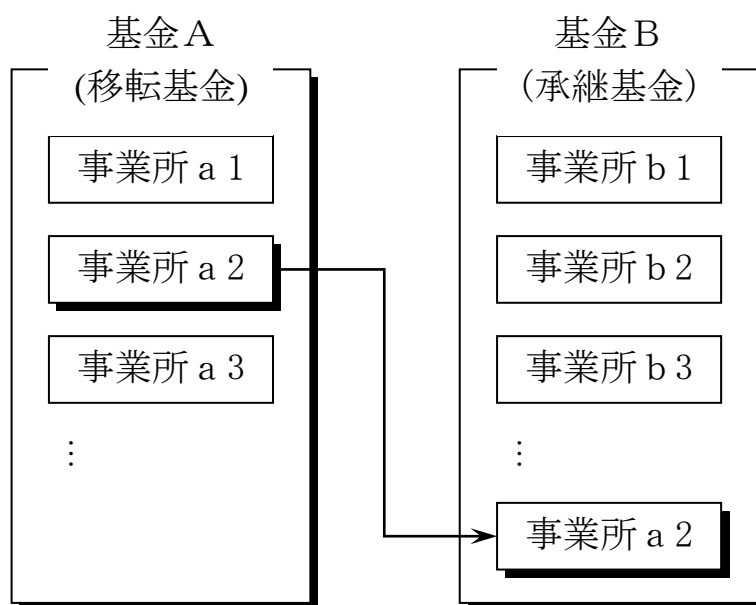 基金Ａ
(移転基金)
事業所ａ１
事業所ａ２
事業所ａ３
⋮
基金Ｂ
（承継基金）
事業所ｂ１
事業所ｂ２
事業所ｂ３
⋮
事業所ａ２